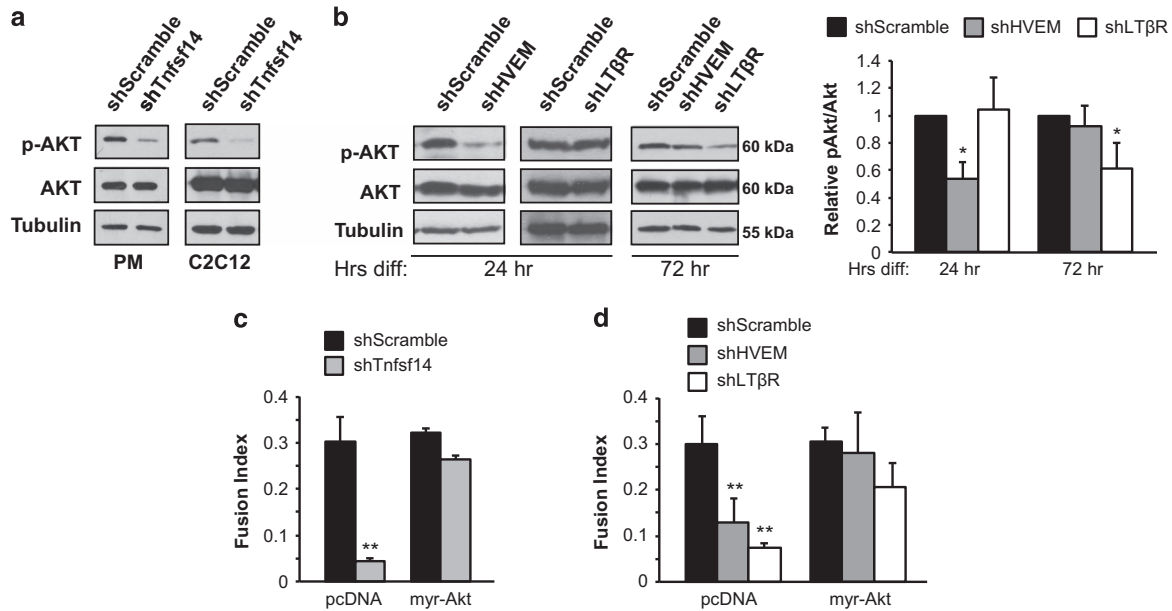 a
shScramble
shTnfsf14
shScramble
shTnfsf14
p-AKT
AKT
Tubulin
PM
C2C12
b
shScramble
shHVEM
shScramble
shLTβR
shScramble
shHVEM
shLTβR
p-AKT
60 kDa
AKT
60 kDa
Tubulin
55 kDa
Hrs diff:
24 hr
72 hr
shScramble
shHVEM
shLTβR
Relative pAkt/Akt
1.4
1.2
1
0.8
0.6
0.4
0.2
0
*
*
Hrs diff:
24 hr
72 hr
c
shScramble
shTnfsf14
Fusion Index
0.4
0.3
0.2
0.1
0
**
pcDNA
myr-Akt
d
shScramble
shHVEM
shLTβR
Fusion Index
0.4
0.3
0.2
0.1
0
**
**
pcDNA
myr-Akt